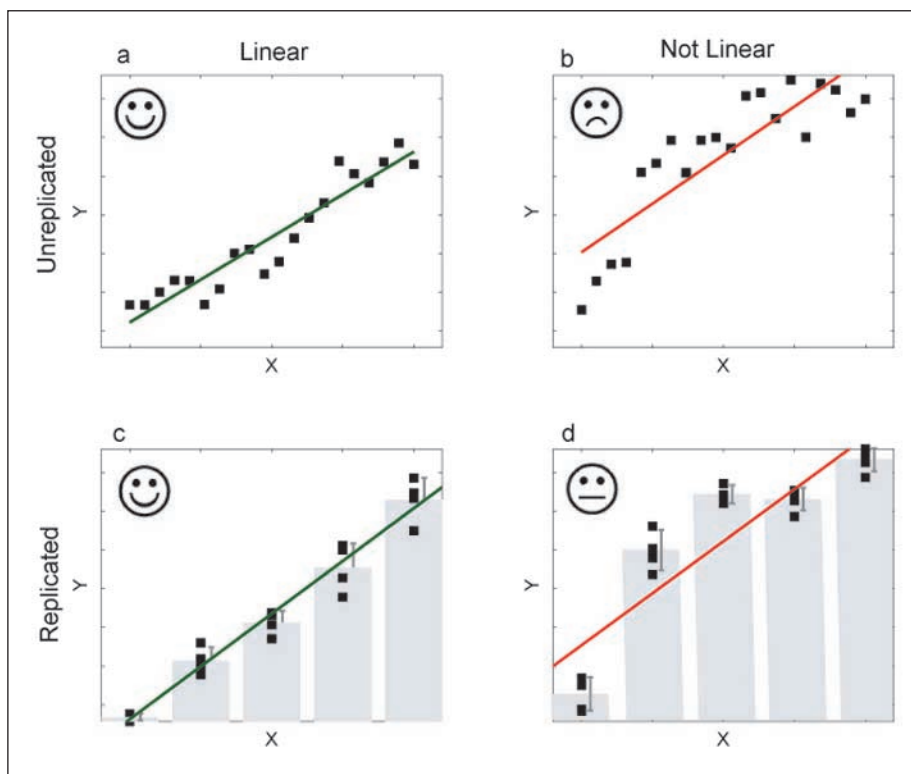 Linear
Not Linear
a
b
Unreplicated
Y
Y
X
X
c
d
Replicated
Y
Y
X
X